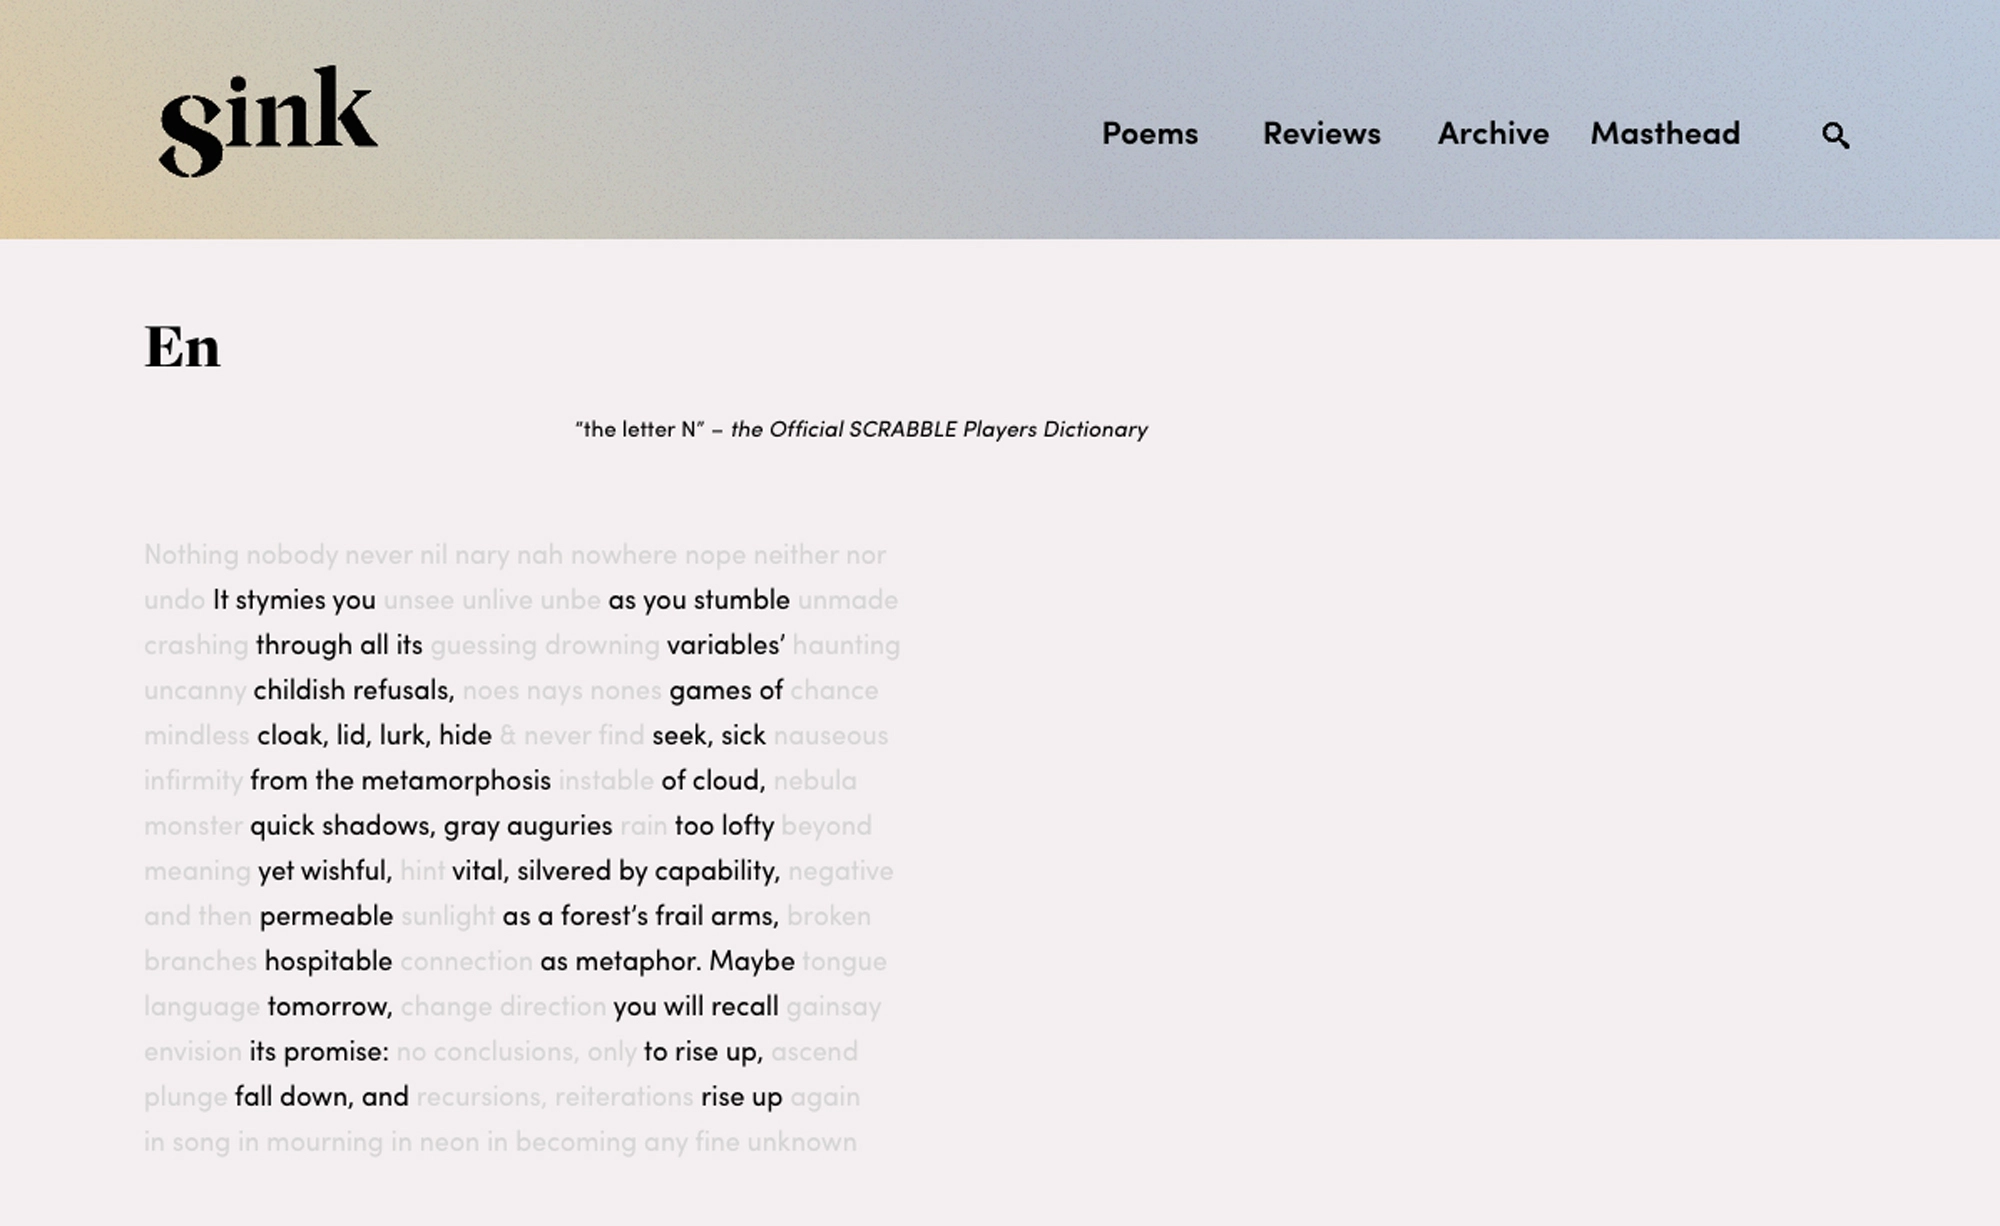 Sink
Poems Reviews Archive Masthead
En
“the letter N” – the Official SCRABBLE Players Dictionary
Nothing nobody never nil nary nah nowhere nope neither nor
undo It stymies you unsee unlive unbe as you stumble unmade
crashing through all its guessing drowning variables’ haunting
uncanny childish refusals, noes nays nones games of chance
mindless cloak, lid, lurk, hide & never find seek, sick nauseous
infirmity from the metamorphosis instable of cloud, nebula
monster quick shadows, gray auguries rain too lofty beyond
meaning yet wishful, hint vital, silvered by capability, negative
and then permeable sunlight as a forest’s frail arms, broken
branches hospitable connection as metaphor. Maybe tongue
language tomorrow, change direction you will recall gainsay
envision its promise: no conclusions, only to rise up, ascend
plunge fall down, and recursions, reiterations rise up again
in song in mourning in neon in becoming any fine unknown